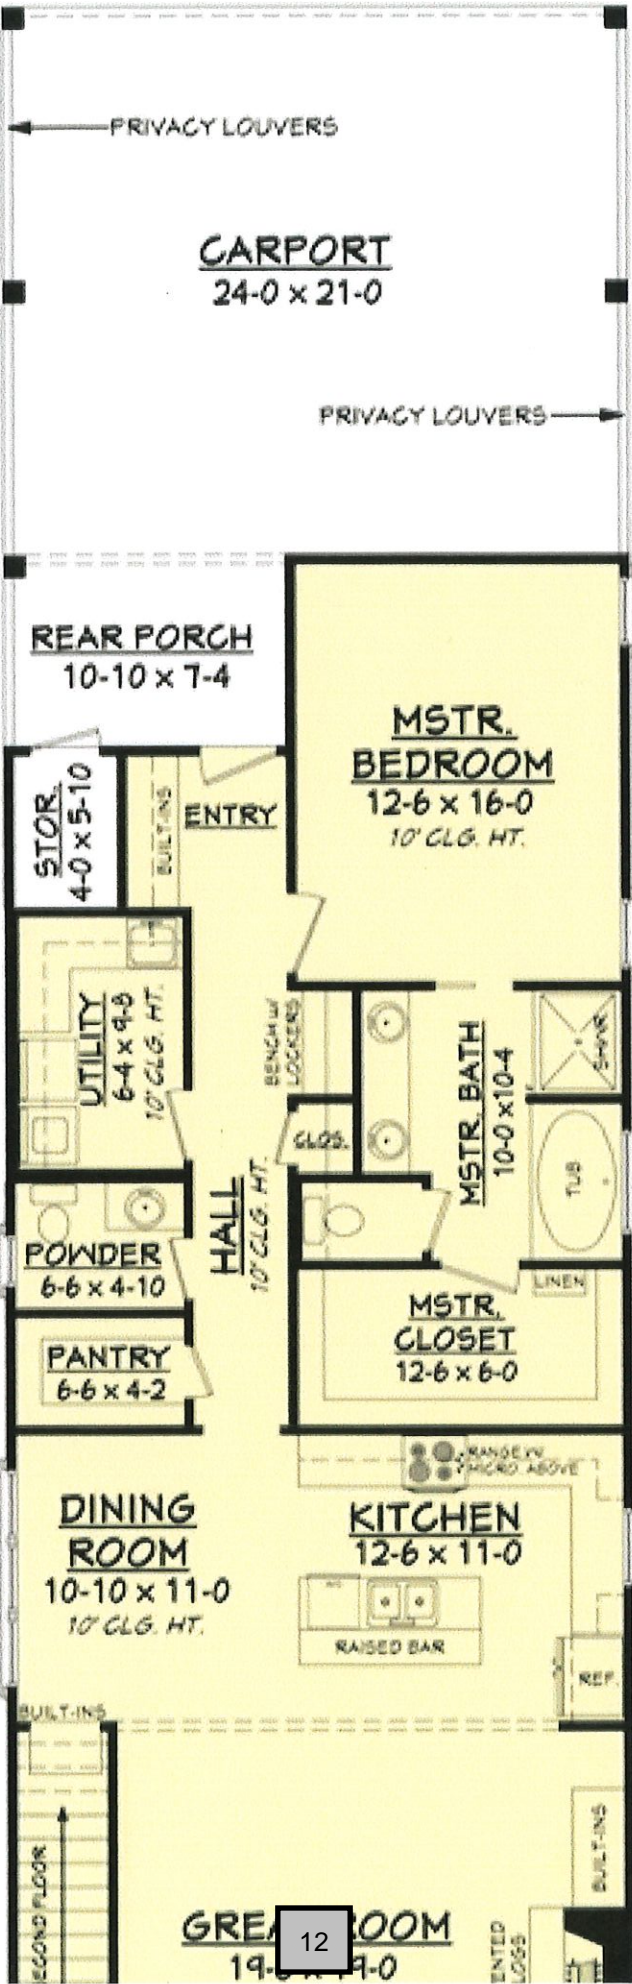 PRIVACY LOUVERS
CARPORT
24-0 x 21-0
PRIVACY LOUVERS
REAR PORCH
10-10 x 7-4
MSTR.
BEDROOM
12-6 x 16-0
10' CLG. HT.
STOR.
4-0 x 5-10
BUILT-INS
ENTRY
UTILITY
6-4 x 9-8
10' CLG. HT.
BENCH W/
LOCKERS
MSTR. BATH
10-0 x 10-4
SHWR.
CLOS.
TUB
HALL
10' CLG. HT.
POWDER
6-6 x 4-10
LINEN
MSTR.
CLOSET
12-6 x 6-0
PANTRY
6-6 x 4-2
RANGE W/
MICRO ABOVE
DINING
ROOM
10-10 x 11-0
10' CLG. HT.
KITCHEN
12-6 x 11-0
RAISED BAR
REF.
BUILT-INS
BUILT-INS
FLOOR
ROOM
12